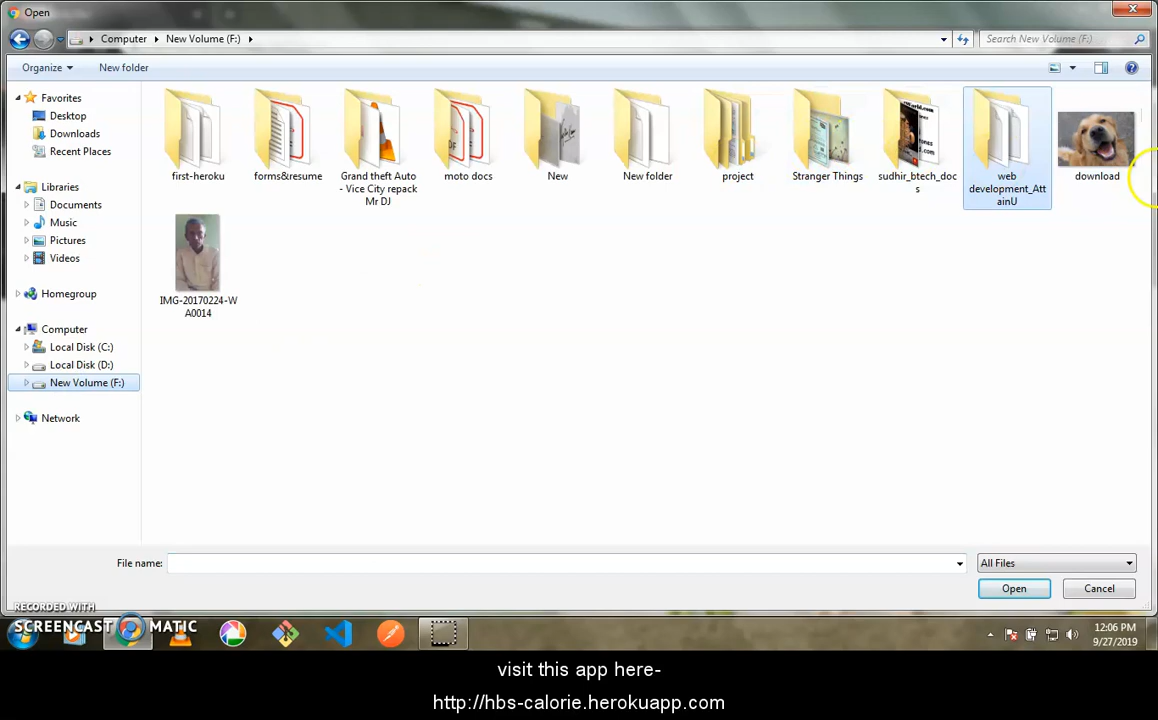 Open
Computer
New Volume (F:)
Search New Volume (F:)
Organize
New folder
Favorites
Desktop
Downloads
Recent Places
Libraries
Documents
Music
Pictures
Videos
Homegroup
Computer
Local Disk (C:)
Local Disk (D:)
New Volume (F:)
Network
first-heroku
forms&resume
Grand theft Auto
- Vice City repack
Mr DJ
moto docs
New
New folder
project
Stranger Things
sudhir_btech_doc
s
web
development_Att
ainU
download
IMG-20170224-W
A0014
File name:
All Files
Open
Cancel
RECORDED WITH
SCREENCAST MATIC
12:06 PM
9/27/2019
visit this app here-
http://hbs-calorie.herokuapp.com